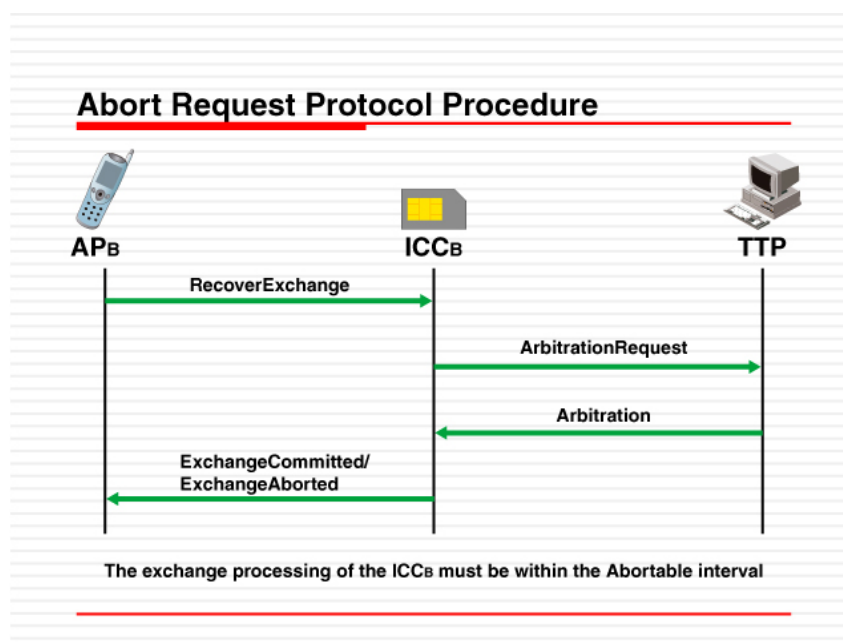 Abort Request Protocol Procedure
APB
ICCB
TTP
RecoverExchange
ArbitrationRequest
Arbitration
ExchangeCommitted/
ExchangeAborted
The exchange processing of the ICCB must be within the Abortable interval